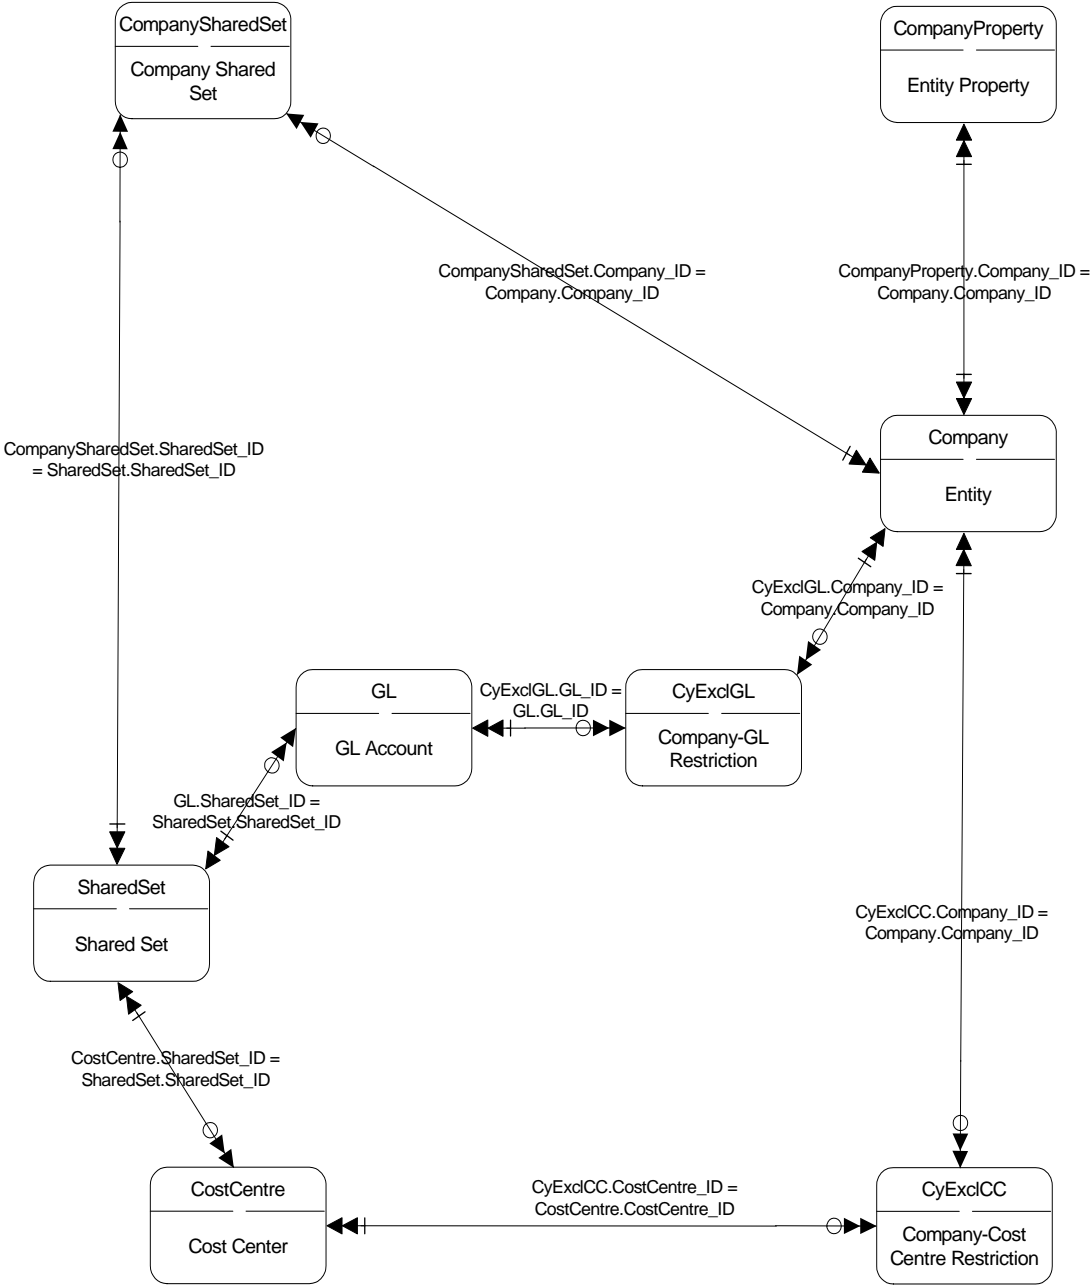 CompanySharedSet
Company Shared
Set
CompanyProperty
Entity Property
CompanySharedSet.Company_ID =
Company.Company_ID
CompanyProperty.Company_ID =
Company.Company_ID
CompanySharedSet.SharedSet_ID
= SharedSet.SharedSet_ID
Company
Entity
CyExclGL.Company_ID =
Company.Company_ID
GL
GL Account
CyExclGL.GL_ID =
GL.GL_ID
CyExclGL
Company-GL
Restriction
GL.SharedSet_ID =
SharedSet.SharedSet_ID
SharedSet
Shared Set
CyExclCC.Company_ID =
Company.Company_ID
CostCentre.SharedSet_ID =
SharedSet.SharedSet_ID
CostCentre
Cost Center
CyExclCC.CostCentre_ID =
CostCentre.CostCentre_ID
CyExclCC
Company-Cost
Centre Restriction